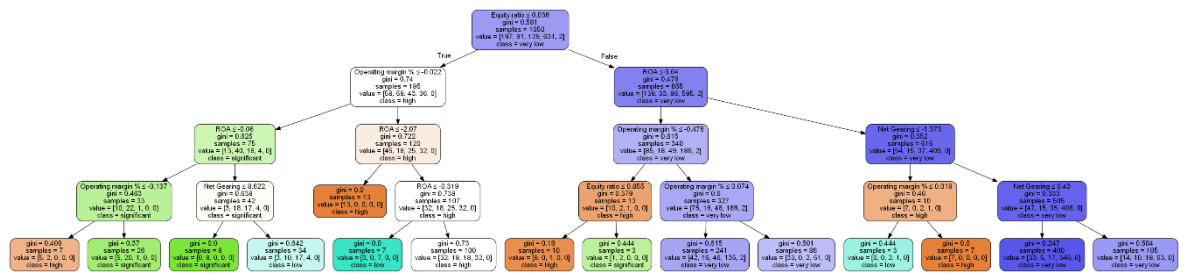 Equity ratio ≤ 0.036
gini = 0.581
samples = 1050
value = [197, 91, 129, 631, 2]
class = very low
True
False
Operating margin % ≤ -0.022
gini = 0.74
samples = 195
value = [58, 58, 43, 36, 0]
class = high
ROA ≤ 0.04
gini = 0.478
samples = 855
value = [139, 33, 86, 595, 2]
class = very low
ROA ≤ -0.06
gini = 0.625
samples = 75
value = [13, 40, 18, 4, 0]
class = significant
ROA ≤ -2.07
gini = 0.722
samples = 120
value = [45, 18, 25, 32, 0]
class = high
Operating margin % ≤ -0.476
gini = 0.615
samples = 340
value = [85, 18, 49, 186, 2]
class = very low
Net Gearing ≤ -1.373
gini = 0.352
value = [54, 15, 37, 409, 0]
class = very low
Operating margin % ≤ -0.137
gini = 0.463
samples = 33
value = [10, 22, 1, 0, 0]
class = significant
Net Gearing ≤ 8.622
gini = 0.638
samples = 42
value = [3, 18, 17, 4, 0]
class = significant
gini = 0.0
samples = 13
value = [13, 0, 0, 0, 0]
class = high
ROA ≤ -0.319
gini = 0.738
samples = 107
value = [32, 18, 25, 32, 0]
class = high
Equity ratio ≤ 0.855
gini = 0.379
samples = 13
value = [10, 2, 1, 0, 0]
class = high
Operating margin % ≤ 0.074
gini = 0.6
samples = 327
value = [75, 16, 48, 186, 2]
class = very low
Operating margin % ≤ 0.018
gini = 0.46
samples = 10
value = [7, 0, 2, 1, 0]
class = high
Net Gearing ≤ 0.43
gini = 0.333
samples = 505
value = [47, 15, 35, 408, 0]
class = very low
gini = 0.408
samples = 7
value = [5, 2, 0, 0, 0]
class = high
gini = 0.37
samples = 26
value = [5, 20, 1, 0, 0]
class = significant
gini = 0.0
samples = 8
value = [0, 8, 0, 0, 0]
class = significant
gini = 0.642
samples = 34
value = [3, 10, 17, 4, 0]
class = low
gini = 0.0
samples = 7
value = [0, 0, 7, 0, 0]
class = low
gini = 0.73
samples = 100
value = [32, 18, 18, 32, 0]
class = high
gini = 0.18
samples = 10
value = [9, 0, 1, 0, 0]
class = high
gini = 0.444
samples = 3
value = [1, 2, 0, 0, 0]
class = significant
gini = 0.615
samples = 241
value = [42, 16, 46, 135, 2]
class = very low
gini = 0.501
samples = 86
value = [33, 0, 2, 51, 0]
class = very low
gini = 0.444
samples = 3
value = [0, 0, 2, 1, 0]
class = low
gini = 0.0
samples = 7
value = [7, 0, 0, 0, 0]
class = high
gini = 0.247
samples = 400
value = [33, 5, 17, 345, 0]
class = very low
gini = 0.564
samples = 105
value = [14, 10, 18, 63, 0]
class = very low